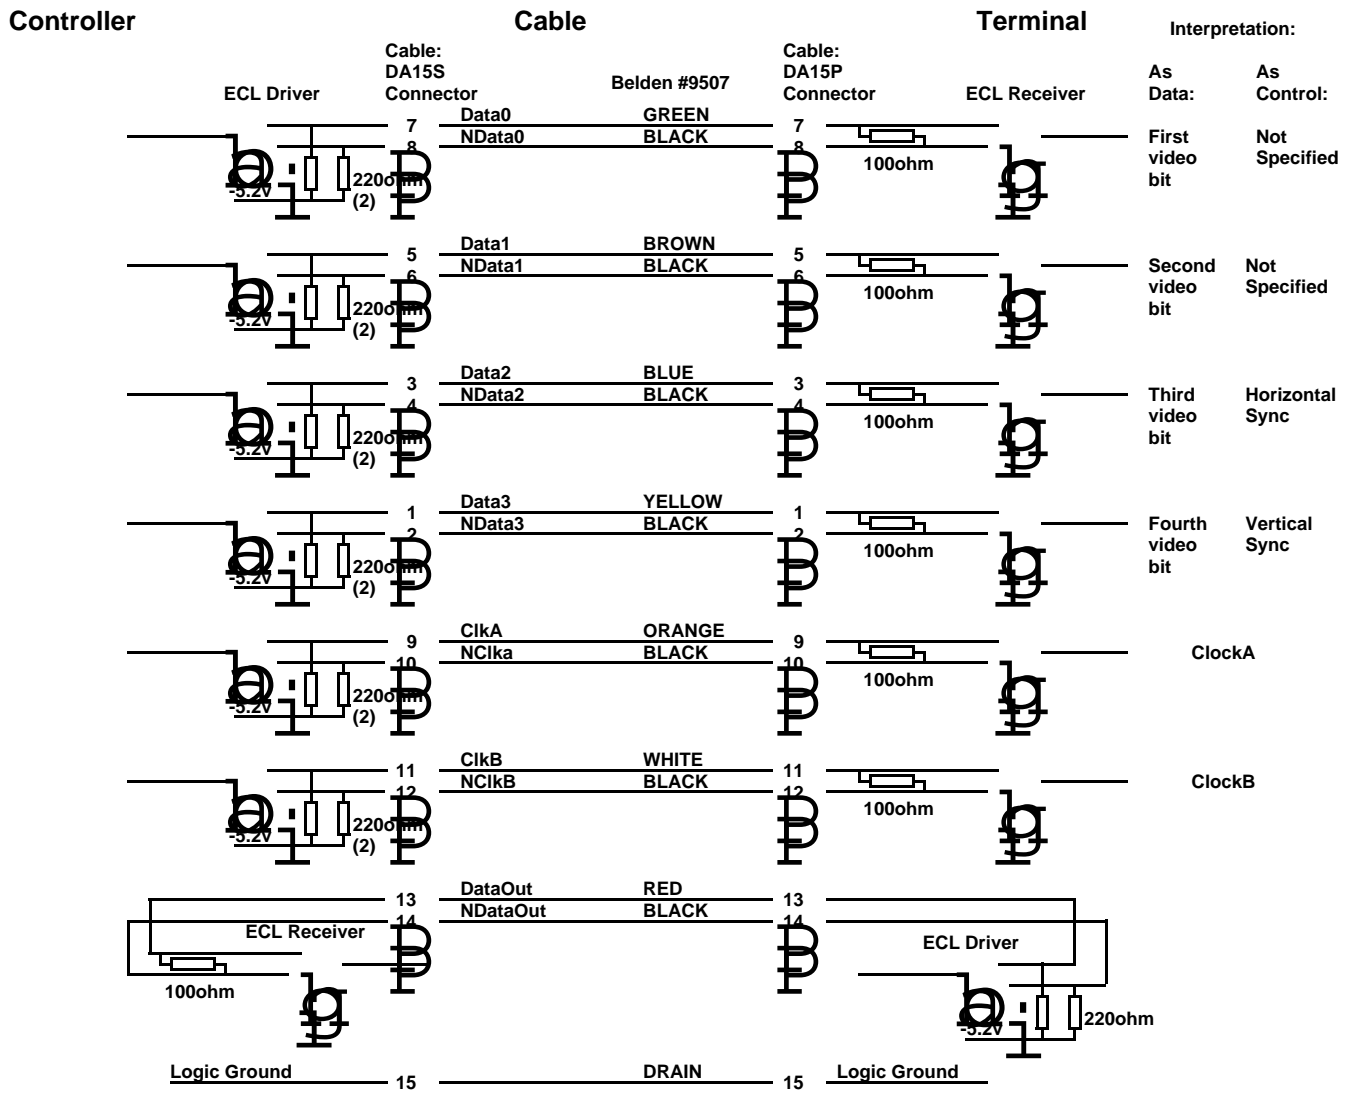 Controller Cable Terminal Interpretation:
Cable: DA15S Connector
Cable: DA15P Connector
Belden #9507
ECL Driver ECL Receiver
As Data: As Control:
Data0 GREEN
7 7
NData0 BLACK
8 8
-5.2v 220ohm (2) 100ohm
First video bit Not Specified
Data1 BROWN
5 5
NData1 BLACK
6 6
-5.2v 220ohm (2) 100ohm
Second video bit Not Specified
Data2 BLUE
3 3
NData2 BLACK
4 4
-5.2v 220ohm (2) 100ohm
Third video bit Horizontal Sync
Data3 YELLOW
1 1
NData3 BLACK
2 2
-5.2v 220ohm (2) 100ohm
Fourth video bit Vertical Sync
ClkA ORANGE
9 9
NClka BLACK
10 10
-5.2v 220ohm (2) 100ohm
ClockA
ClkB WHITE
11 11
NClkB BLACK
12 12
-5.2v 220ohm (2) 100ohm
ClockB
DataOut RED
13 13
NDataOut BLACK
14 14
ECL Receiver ECL Driver
100ohm -5.2v 220ohm
Logic Ground 15 DRAIN 15 Logic Ground